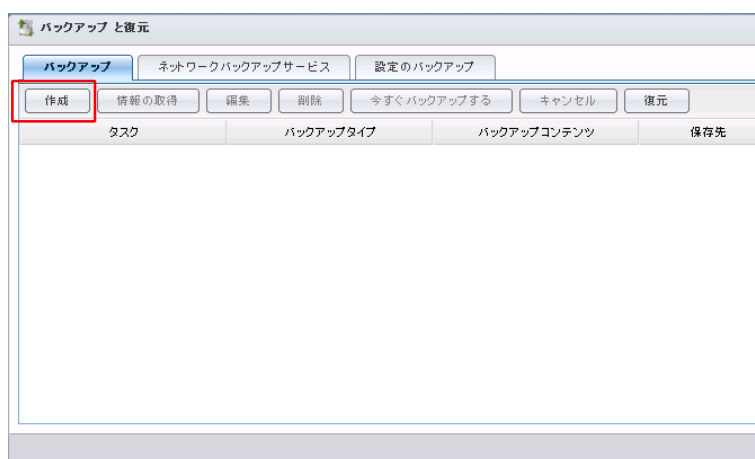 バックアップ と復元
バックアップ ネットワークバックアップサービス 設定のバックアップ
作成 情報の取得 編集 削除 今すぐバックアップする キャンセル 復元
タスク バックアップタイプ バックアップコンテンツ 保存先